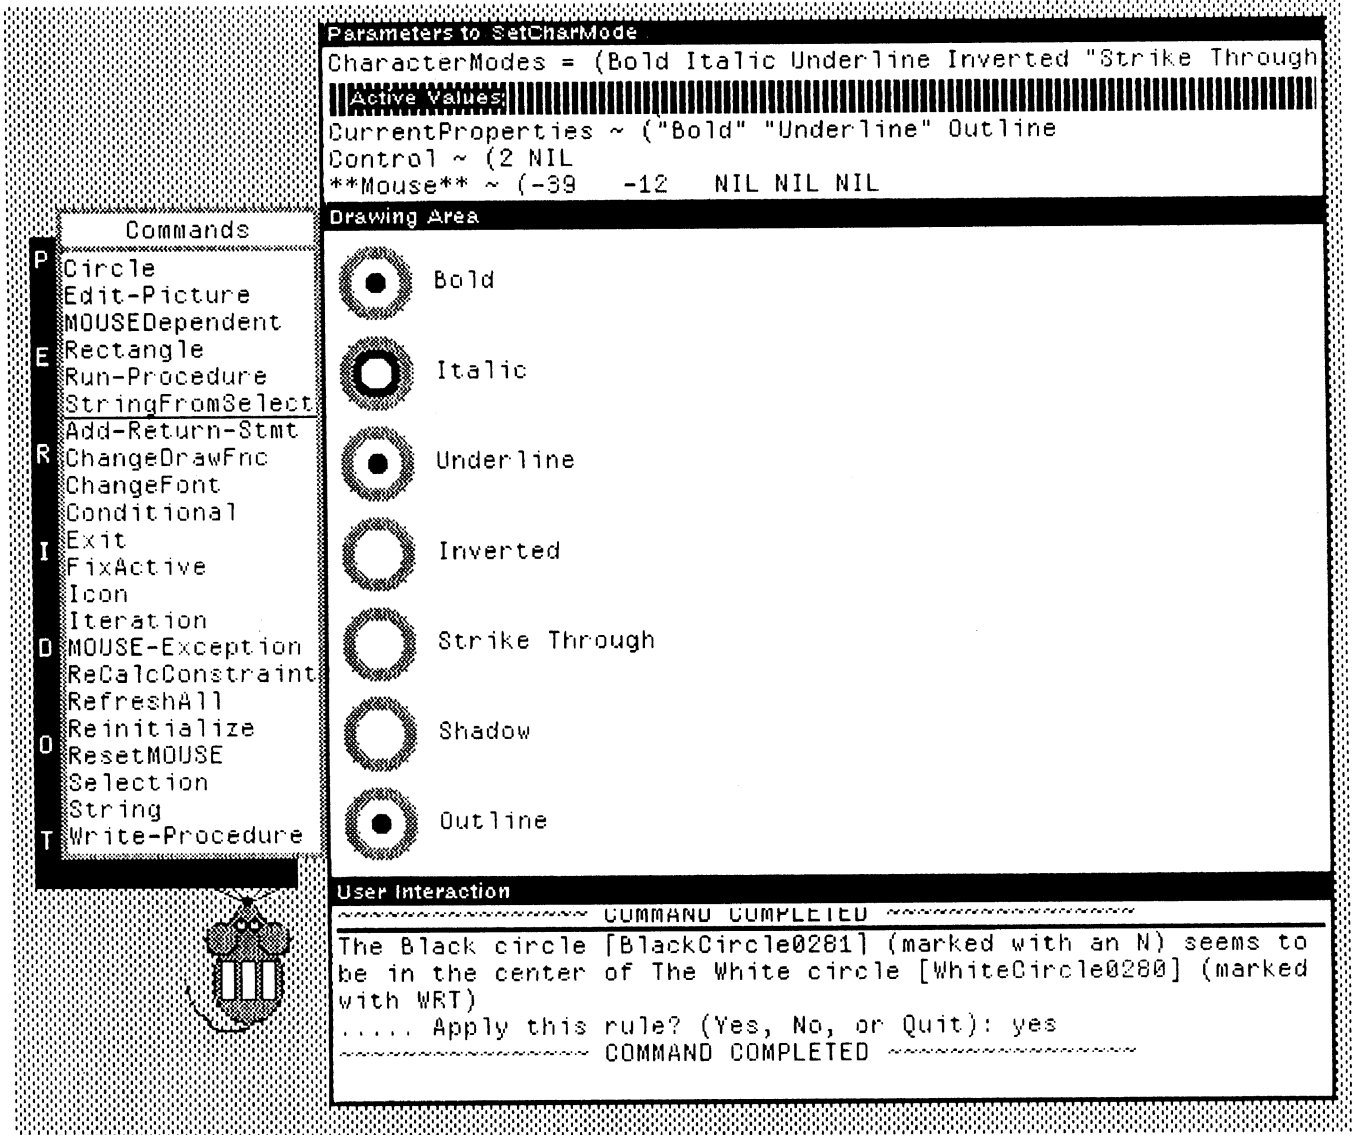 Parameters to SetCharMode
CharacterModes = (Bold Italic Underline Inverted "Strike Through
Active Values
CurrentProperties ~ ("Bold" "Underline" Outline
Control ~ (2 NIL
**Mouse** ~ (-39 -12 NIL NIL NIL
PERIDOT
Commands
Circle
Edit-Picture
MOUSEDependent
Rectangle
Run-Procedure
StringFromSelect
Add-Return-Stmt
ChangeDrawFnc
ChangeFont
Conditional
Exit
FixActive
Icon
Iteration
MOUSE-Exception
ReCalcConstraint
RefreshAll
Reinitialize
ResetMOUSE
Selection
String
Write-Procedure
Drawing Area
Bold
Italic
Underline
Inverted
Strike Through
Shadow
Outline
User Interaction
~~~~~~~~~~~~~~~~~~ COMMAND COMPLETED ~~~~~~~~~~~~~~~~~~
The Black circle [BlackCircle0281] (marked with an N) seems to
be in the center of The White circle [WhiteCircle0280] (marked
with WRT)
..... Apply this rule? (Yes, No, or Quit): yes
~~~~~~~~~~~~~~~~~~ COMMAND COMPLETED ~~~~~~~~~~~~~~~~~~